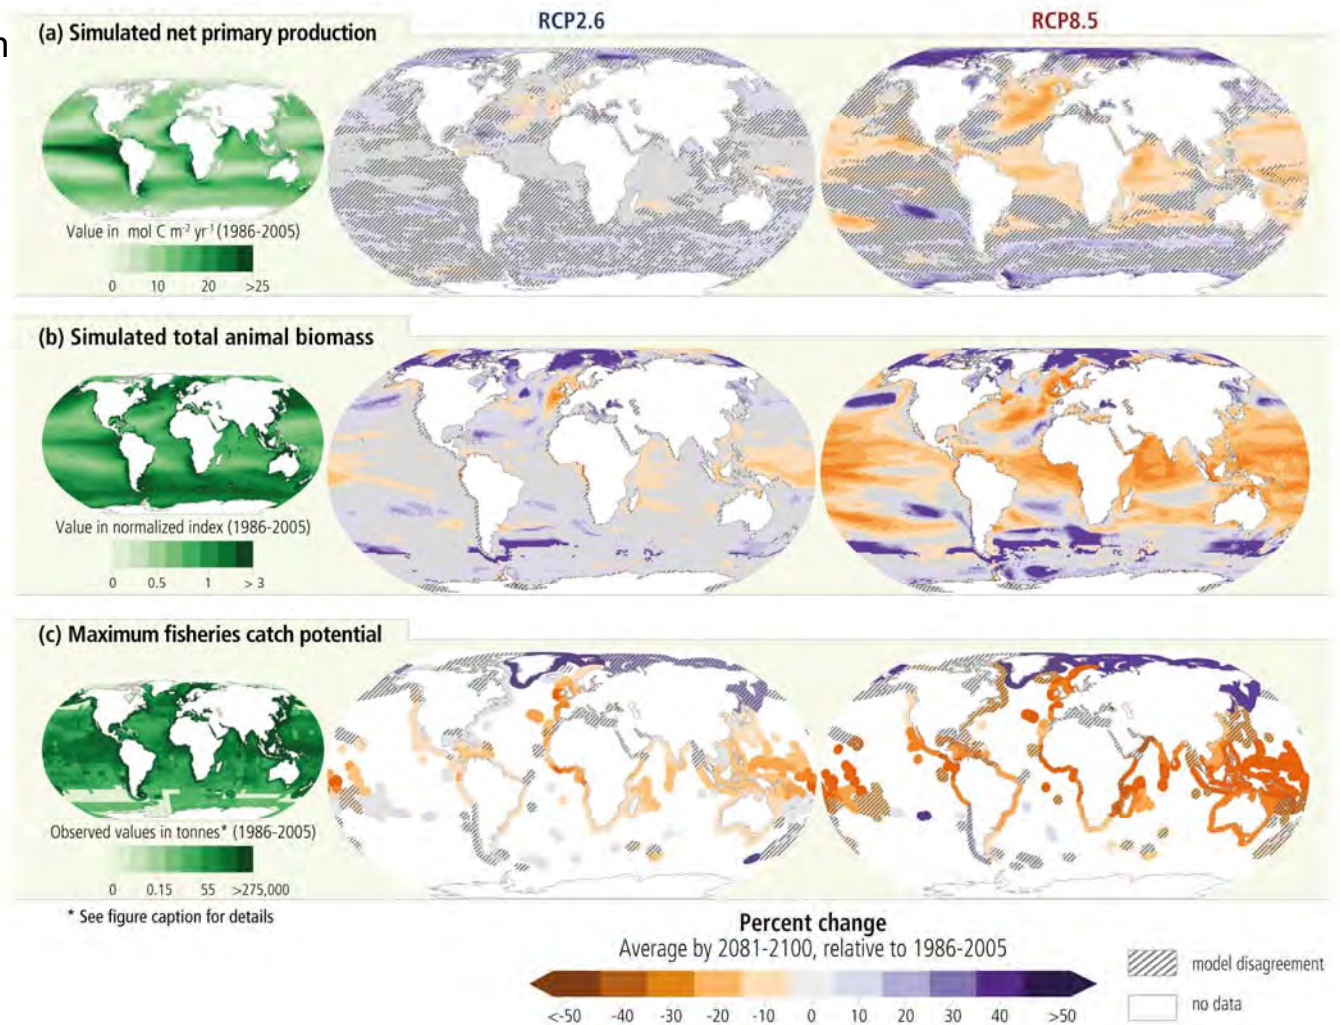 RCP2.6
RCP8.5
(a) Simulated net primary production
Value in mol C m⁻² yr⁻¹ (1986-2005)
0 10 20 >25
(b) Simulated total animal biomass
Value in normalized index (1986-2005)
0 0.5 1 > 3
(c) Maximum fisheries catch potential
Observed values in tonnes* (1986-2005)
0 0.15 55 >275,000
* See figure caption for details
Percent change
Average by 2081-2100, relative to 1986-2005
<-50 -40 -30 -20 -10 0 10 20 30 40 >50
model disagreement
no data